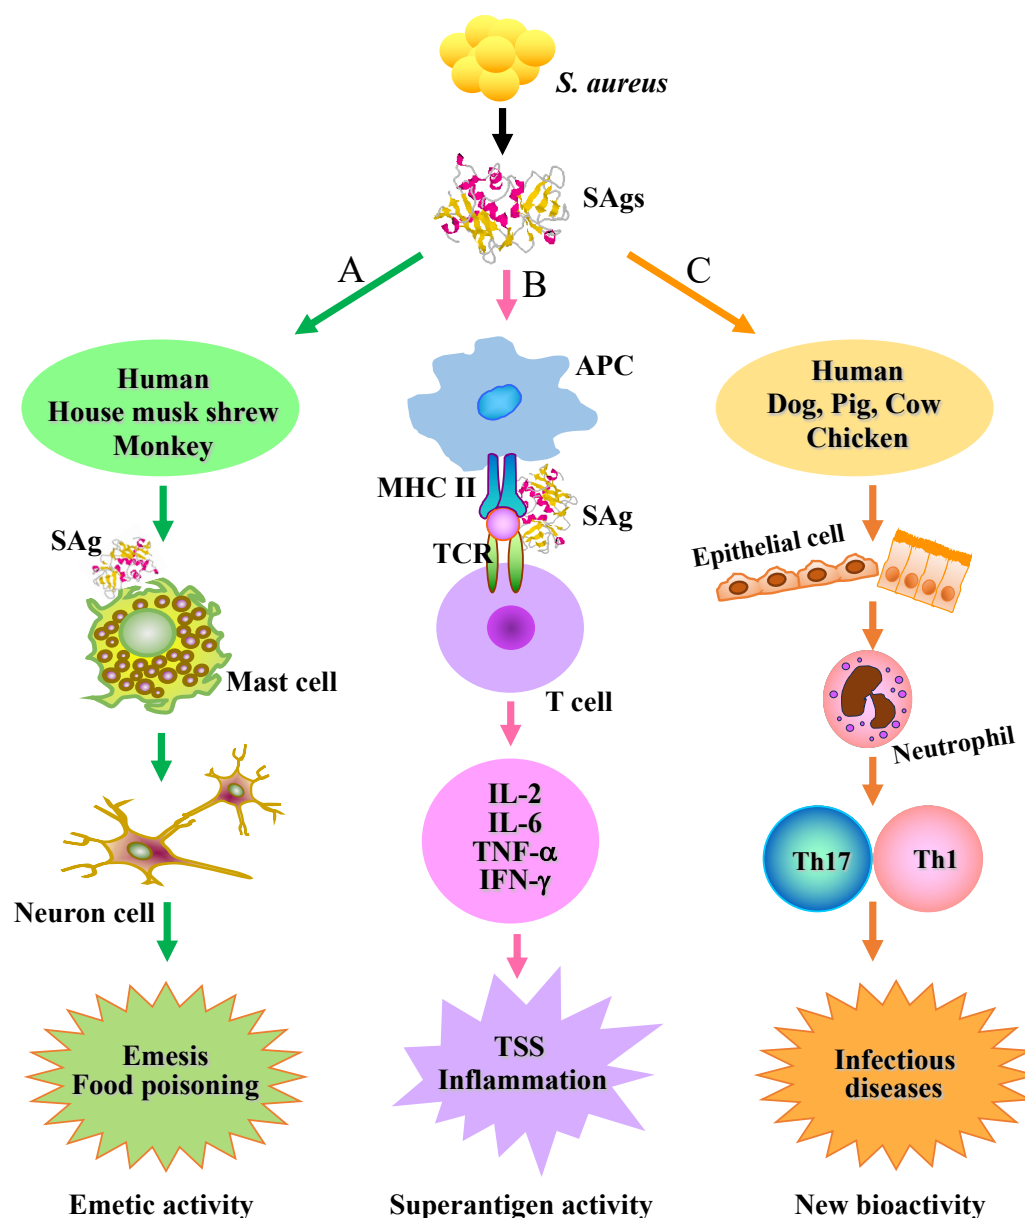 S. aureus
SAgs
A
B
C
Human
House musk shrew
Monkey
SAg
Mast cell
Neuron cell
Emesis
Food poisoning
Emetic activity
APC
MHC II
SAg
TCR
T cell
IL-2
IL-6
TNF-α
IFN-γ
TSS
Inflammation
Superantigen activity
Human
Dog, Pig, Cow
Chicken
Epithelial cell
Neutrophil
Th17
Th1
Infectious
diseases
New bioactivity